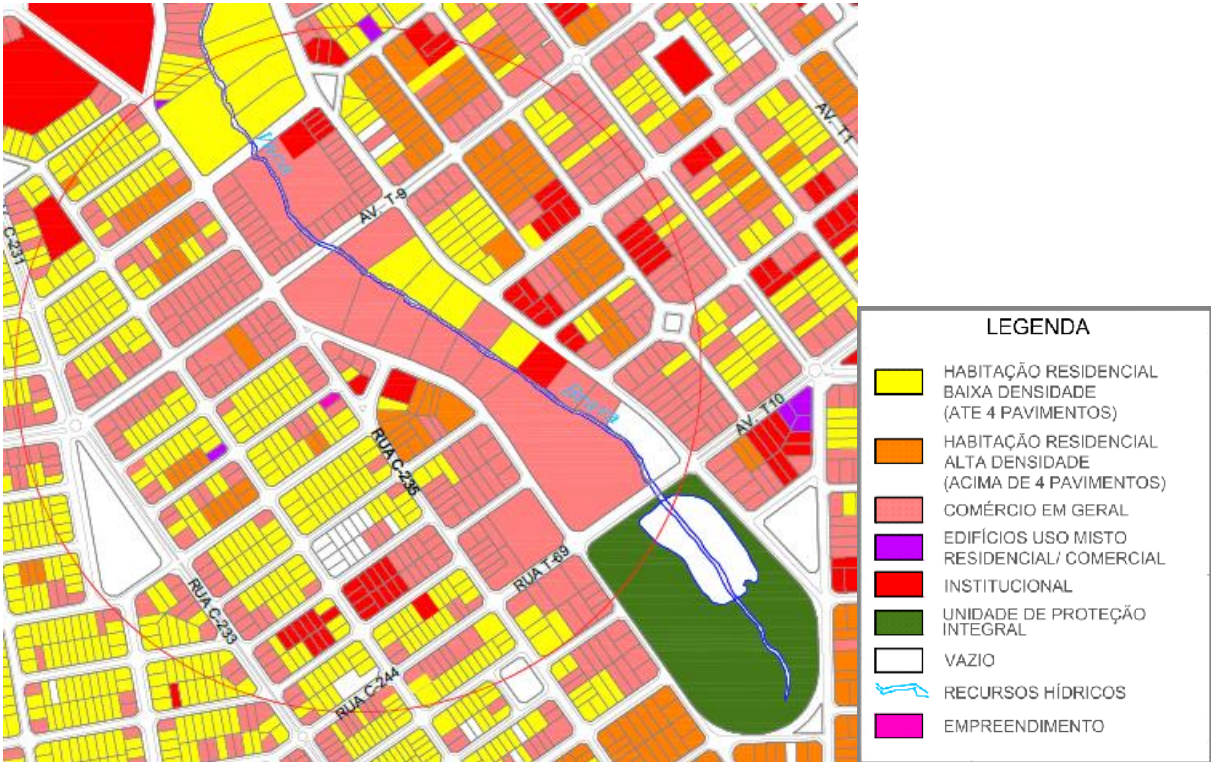 AV. T1
AV. T-9
C-231
AV. T10
RUA C-235
RUA T-69
RUA C-233
RUA C-244
LEGENDA
HABITAÇÃO RESIDENCIAL
BAIXA DENSIDADE
(ATE 4 PAVIMENTOS)
HABITAÇÃO RESIDENCIAL
ALTA DENSIDADE
(ACIMA DE 4 PAVIMENTOS)
COMÉRCIO EM GERAL
EDIFÍCIOS USO MISTO
RESIDENCIAL/ COMERCIAL
INSTITUCIONAL
UNIDADE DE PROTEÇÃO
INTEGRAL
VAZIO
RECURSOS HÍDRICOS
EMPREENDIMENTO